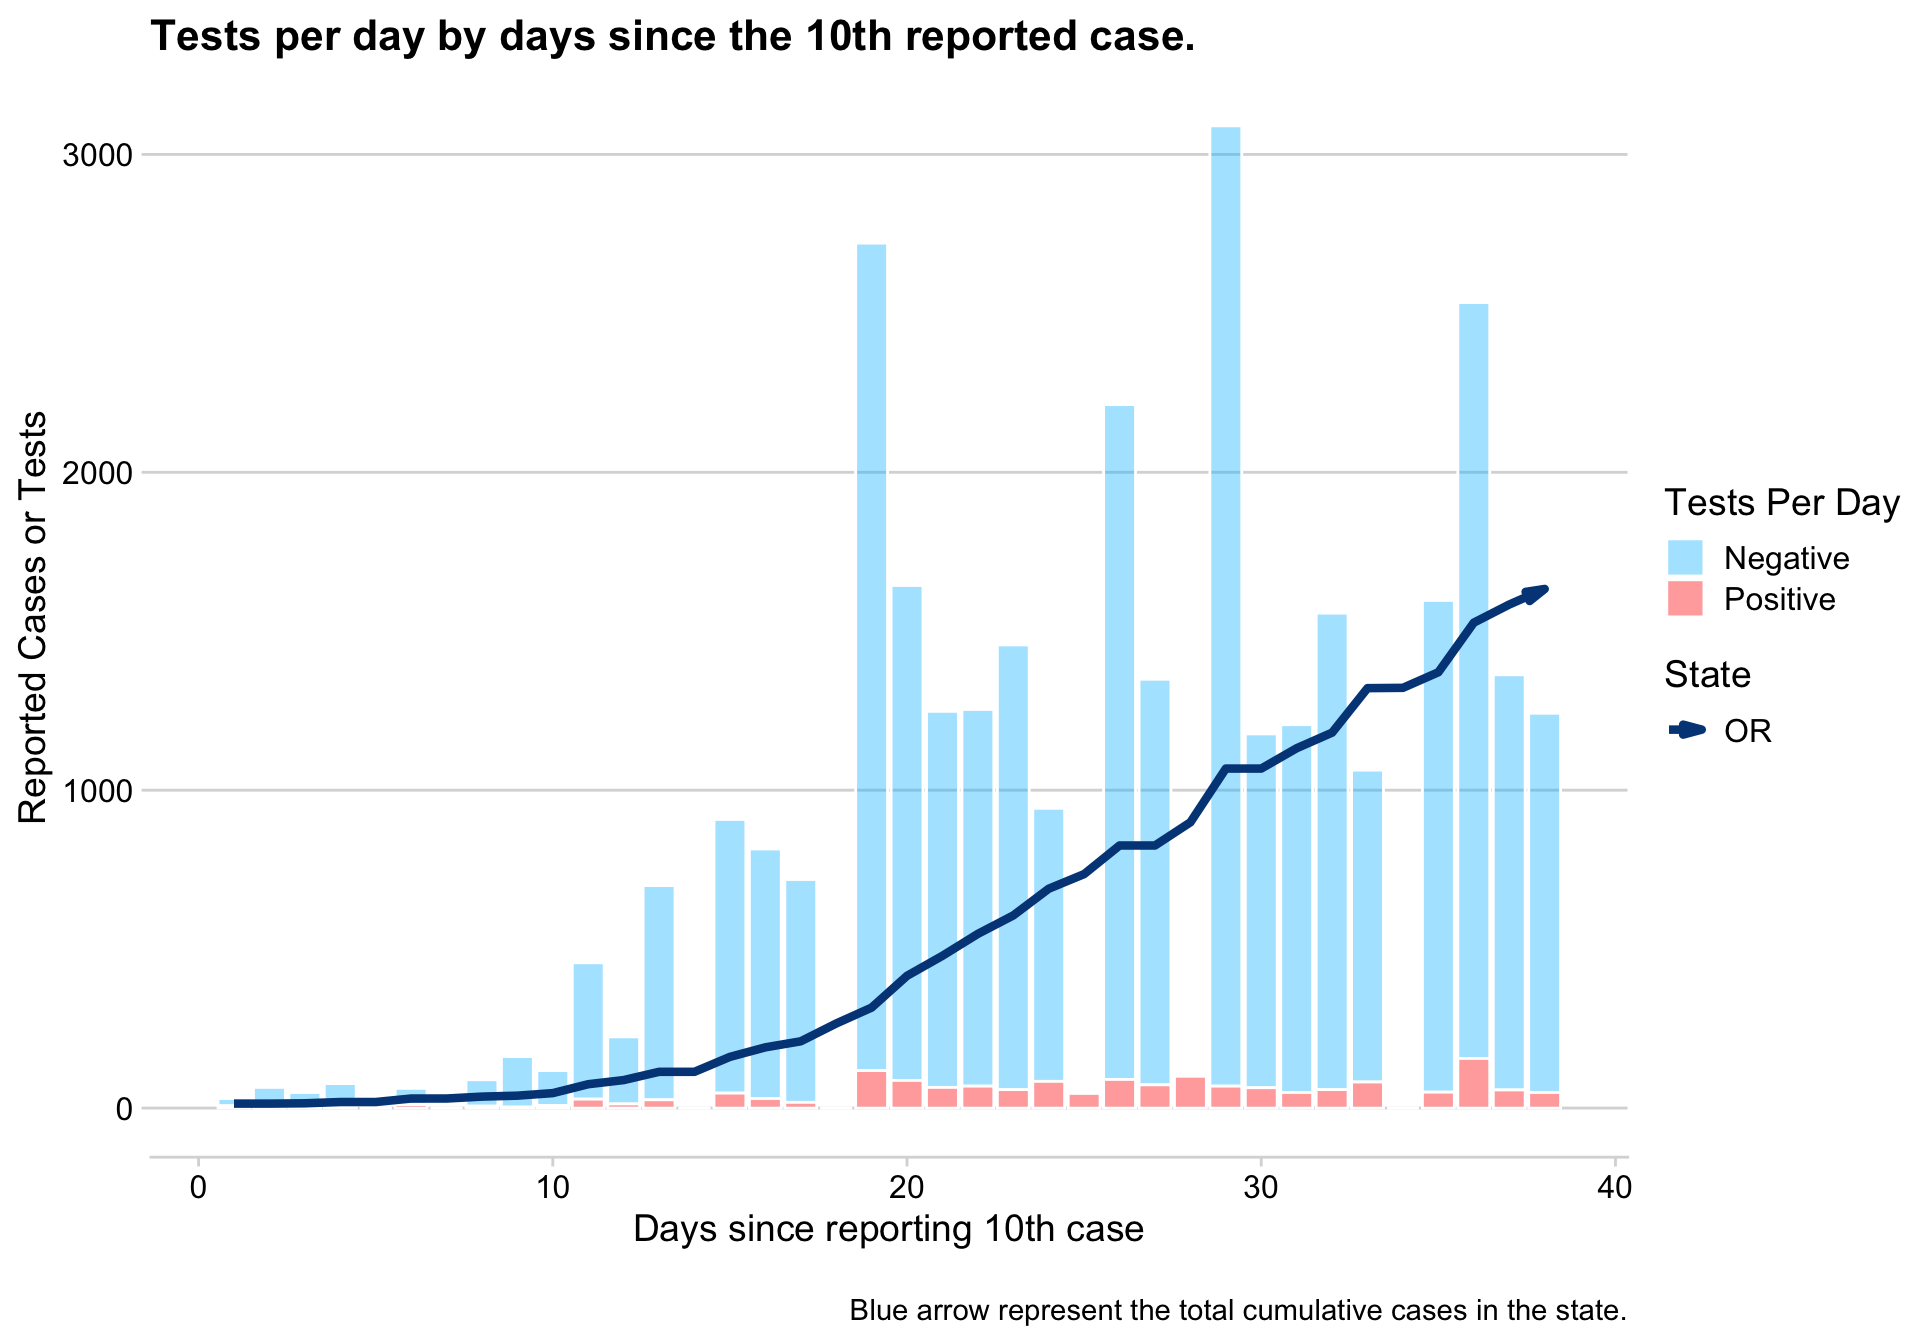 Tests per day by days since the 10th reported case.
3000
2000
1000
0
Reported Cases or Tests
0 10 20 30 40
Days since reporting 10th case
Tests Per Day
Negative
Positive
State
OR
Blue arrow represent the total cumulative cases in the state.